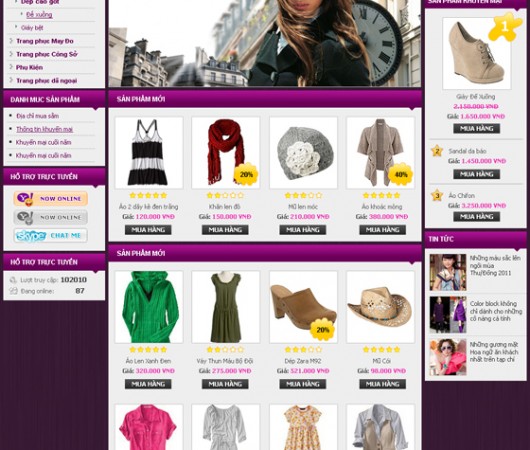 Dép cao gót
Đế xuồng
Giày bệt
Trang phục May Đo
Trang phục Công Sở
Phụ Kiện
Trang phục dã ngoại
DANH MỤC SẢN PHẨM
Địa chỉ mua sắm
Thông tin khuyến mai
Khuyến mại cuối năm
Khuyến mại cuối năm
HỖ TRỢ TRỰC TUYẾN
NOW ONLINE
NOW ONLINE
skype CHAT ME
HỖ TRỢ TRỰC TUYẾN
Lượt truy cập: 102010
Đang online: 87
SẢN PHẨM MỚI
20%
40%
Áo 2 dây kẻ đen trắng
Khăn len đỏ
Mũ len móc
Áo khoác mỏng
Giá: 120.000 VNĐ
Giá: 150.000 VNĐ
Giá: 210.000 VNĐ
Giá: 380.000 VNĐ
MUA HÀNG
MUA HÀNG
MUA HÀNG
MUA HÀNG
SẢN PHẨM MỚI
20%
Áo Len Xanh Đen
Váy Thun Màu Bộ Đội
Dép Zara M92
Mũ Cói
Giá: 320.000 VNĐ
Giá: 275.000 VNĐ
Giá: 521.000 VNĐ
Giá: 98.000 VNĐ
MUA HÀNG
MUA HÀNG
MUA HÀNG
MUA HÀNG
SẢN PHẨM KHUYẾN MÃI
1
Giày Đế Xuồng
2.150.000 VNĐ
Giá: 1.650.000 VNĐ
MUA HÀNG
2
Sandal da báo
Giá: 1.450.000 VNĐ
MUA HÀNG
3
Áo Chifon
Giá: 3.250.000 VNĐ
MUA HÀNG
TIN TỨC
Những màu sắc lên
ngôi mùa
Thu/Đông 2011
Color block không
chỉ dành cho những
cô nàng cá tính
Những gương mặt
Hoa ngữ ăn khách
nhất trên tạp chí